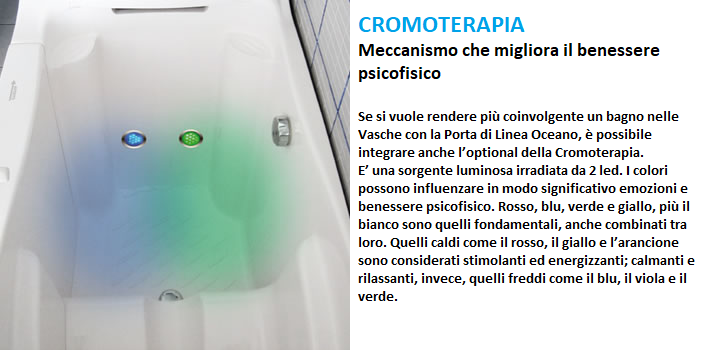 CROMOTERAPIA
Meccanismo che migliora il benessere
psicofisico
Se si vuole rendere più coinvolgente un bagno nelle
Vasche con la Porta di Linea Oceano, è possibile
integrare anche l’optional della Cromoterapia.
E’ una sorgente luminosa irradiata da 2 led. I colori
possono influenzare in modo significativo emozioni e
benessere psicofisico. Rosso, blu, verde e giallo, più il
bianco sono quelli fondamentali, anche combinati tra
loro. Quelli caldi come il rosso, il giallo e l’arancione
sono considerati stimolanti ed energizzanti; calmanti e
rilassanti, invece, quelli freddi come il blu, il viola e il
verde.